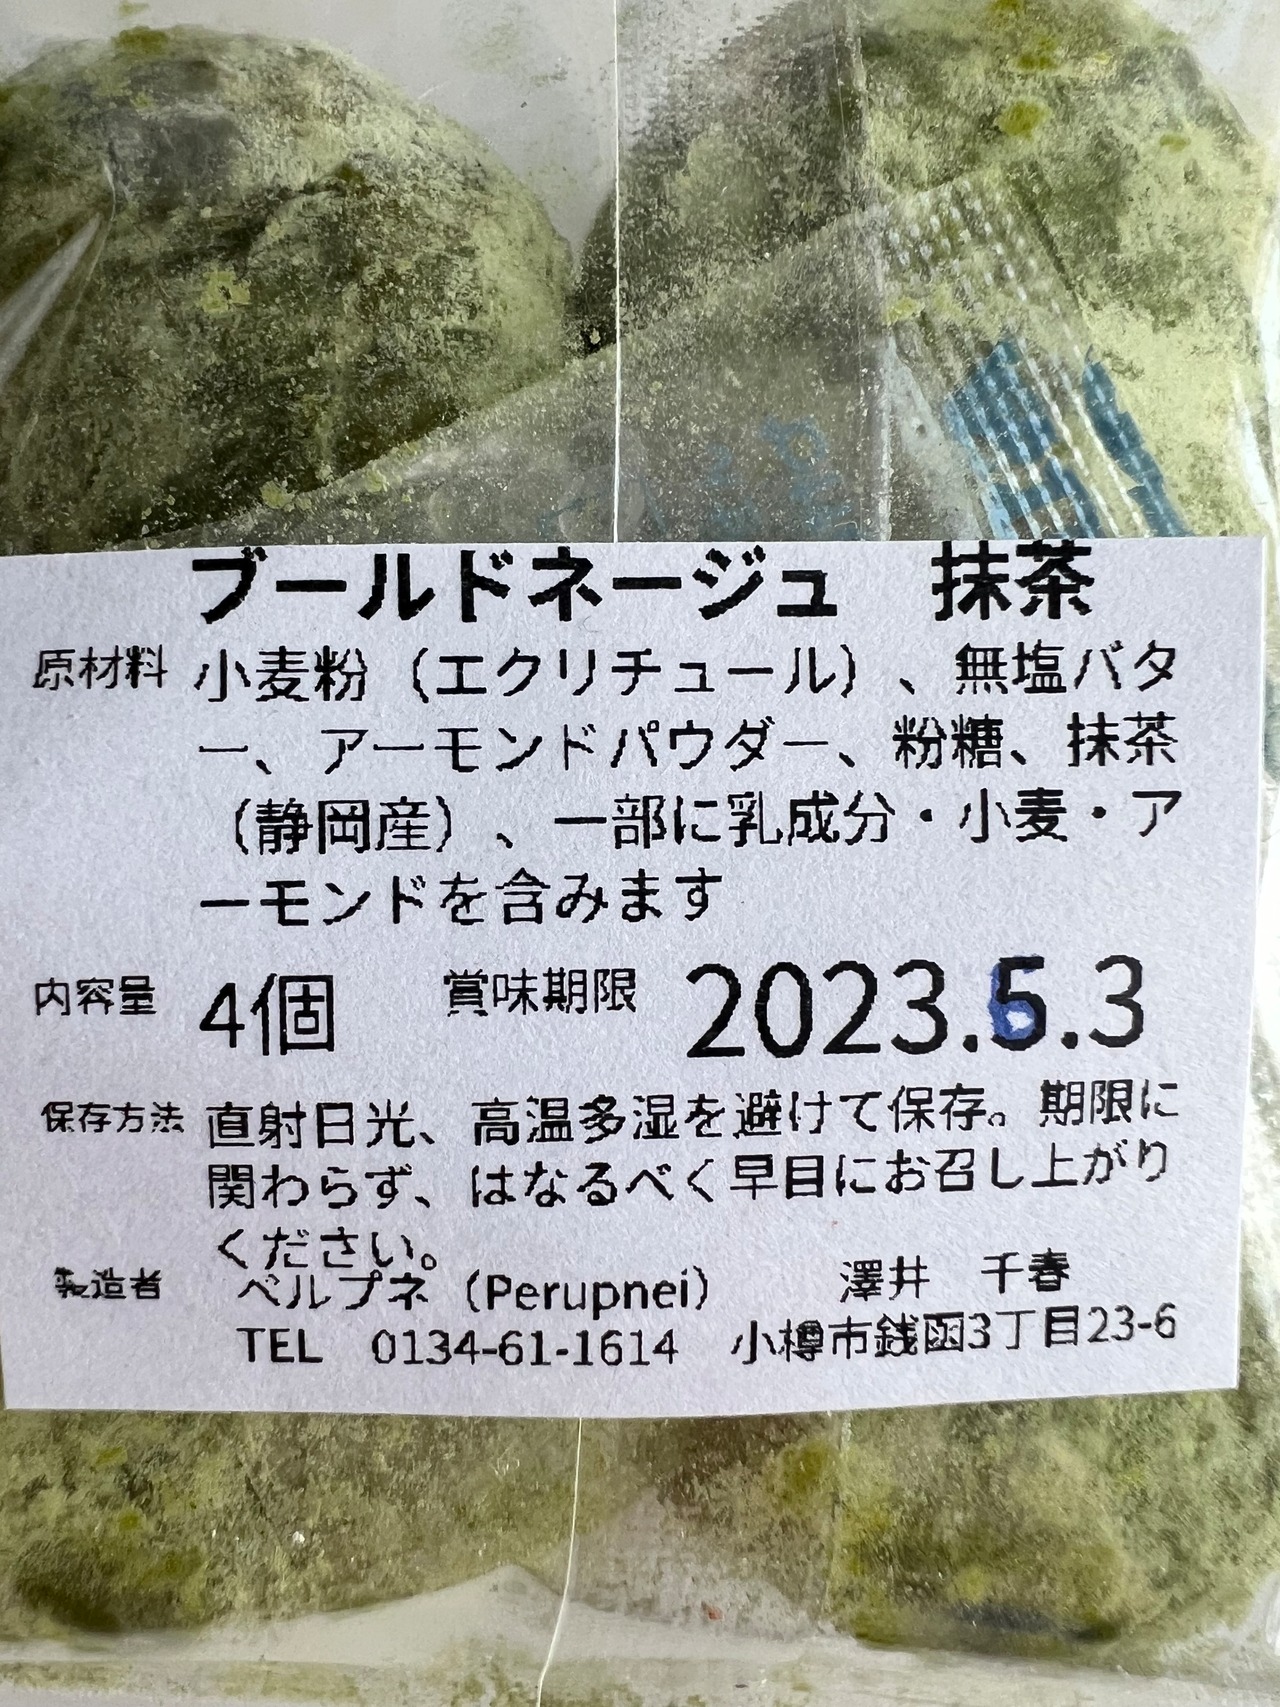 ブールドネージュ　抹茶
原材料 小麦粉（エクリチュール）、無塩バタ
ー、アーモンドパウダー、粉糖、抹茶
（静岡産）、一部に乳成分・小麦・ア
ーモンドを含みます
内容量 4個 賞味期限 2023.6.3
保存方法 直射日光、高温多湿を避けて保存。期限に
関わらず、はなるべく早目にお召し上がり
ください。
製造者 ベルプネ（Perupnei） 澤井　千春
TEL　0134-61-1614　小樽市銭函3丁目23-6